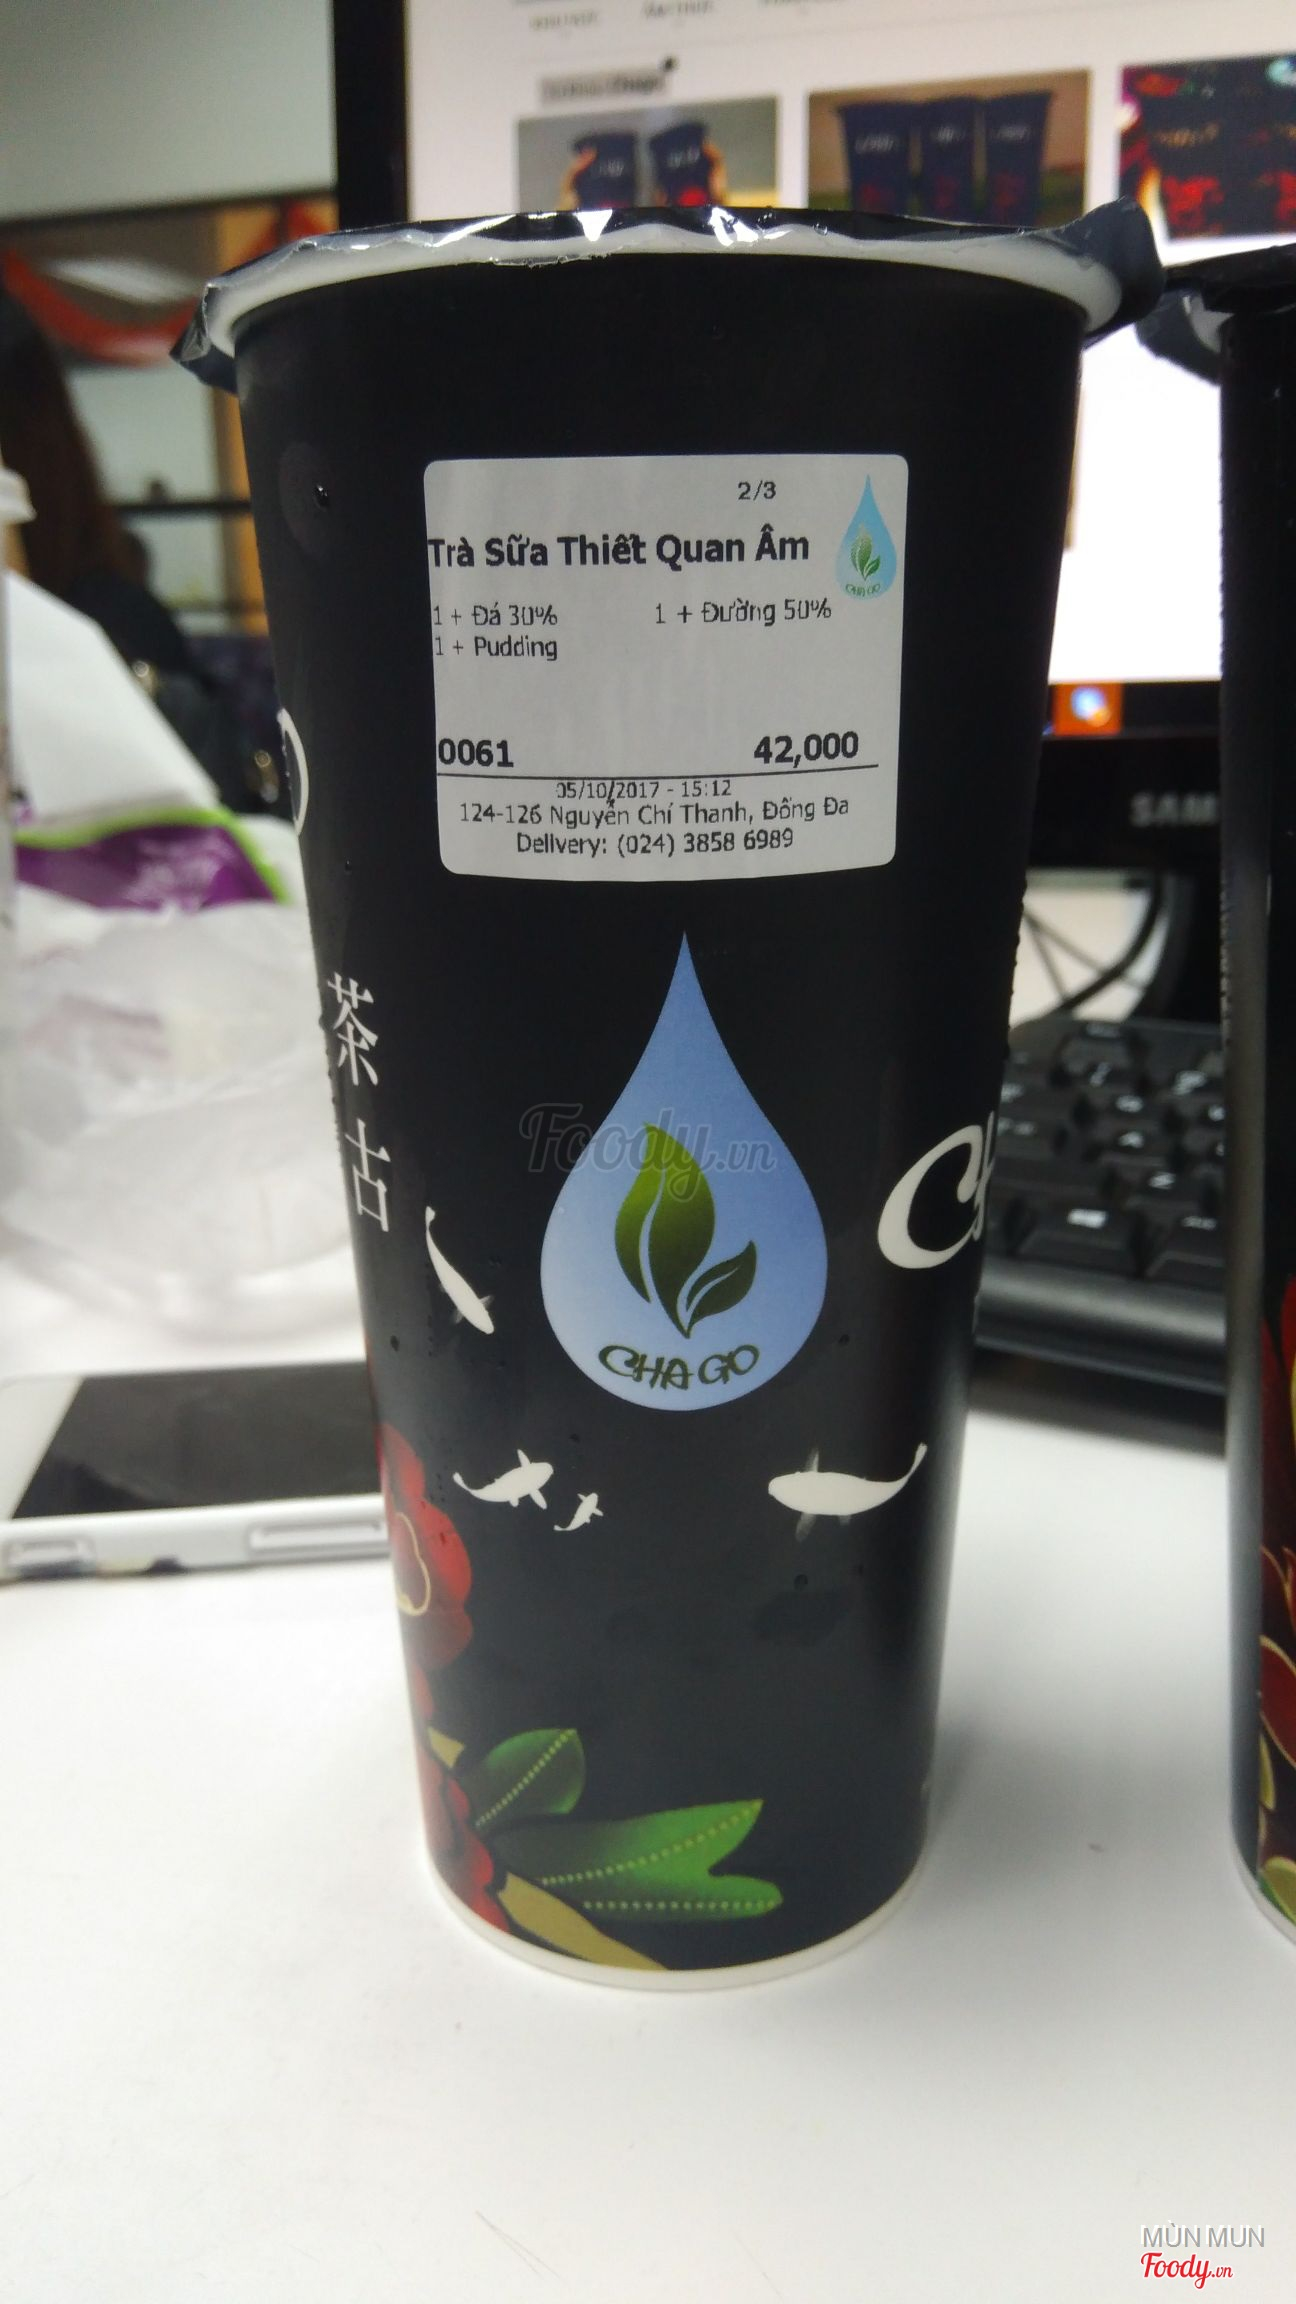 2/3
Trà Sữa Thiết Quan Âm
CHA GO
1 + Đá 30% 1 + Đường 50%
1 + Pudding
0061 42,000
05/10/2017 - 15:12
124-126 Nguyễn Chí Thanh, Đống Đa
Delivery: (024) 3858 6989
SAM
茶
古
Foody.vn
CHA GO
MÙN MUN
Foody.vn